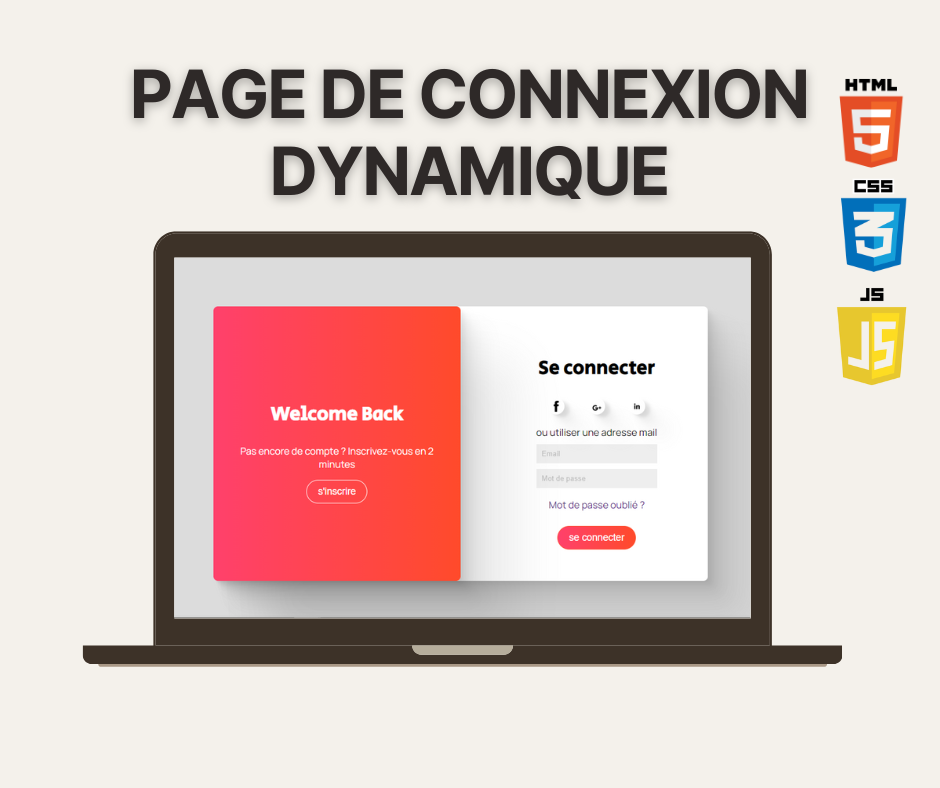 PAGE DE CONNEXION
DYNAMIQUE
HTML
5
CSS
3
JS
JS
Welcome Back
Pas encore de compte ? Inscrivez-vous en 2
minutes
s'inscrire
Se connecter
f
G+
in
ou utiliser une adresse mail
Email
Mot de passe
Mot de passe oublié ?
se connecter